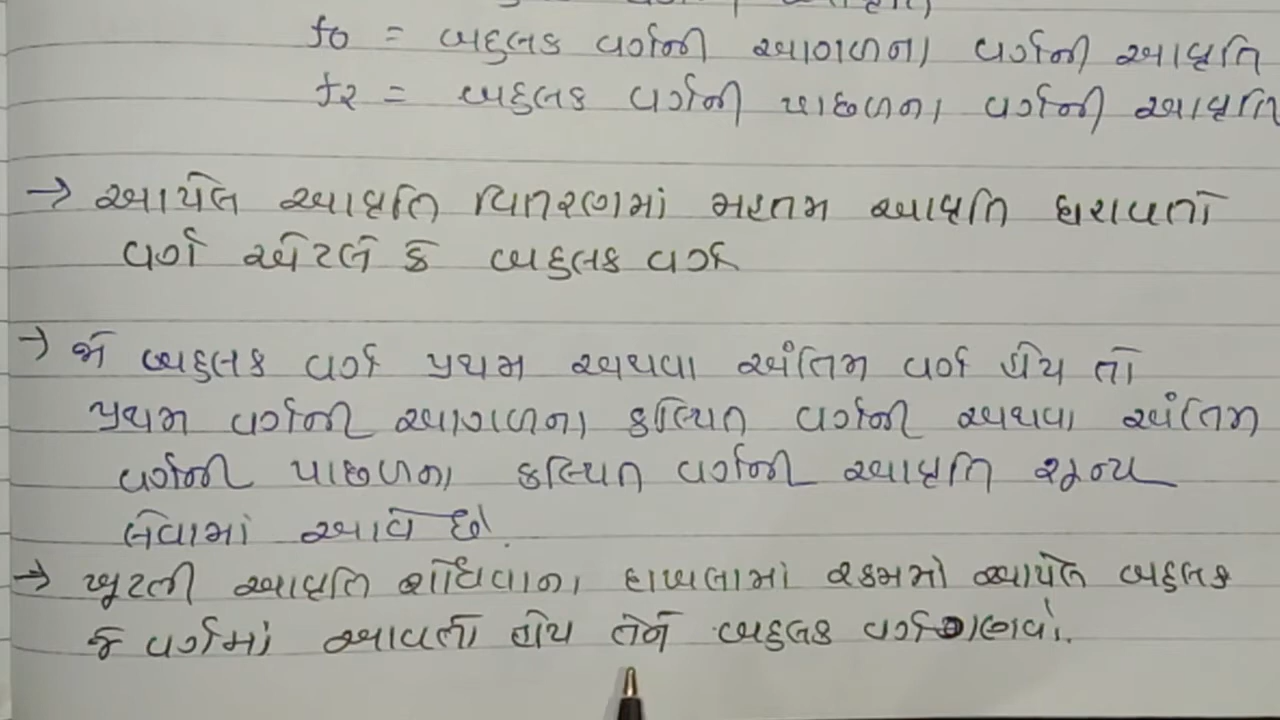 f0 = બહુલક વર્ગની આગળના વર્ગની આવૃતિ
f2 = બહુલક વર્ગની પાછળના વર્ગની આવૃતિ
→ આપેલ આવૃતિ વિતરણમાં મહતમ આવૃતિ ધરાવતો
વર્ગ એટલે કે બહુલક વર્ગ
→ જો બહુલક વર્ગ પ્રથમ અથવા અંતિમ વર્ગ હોય તો
પ્રથમ વર્ગની આગળના કલ્પિત વર્ગની અથવા અંતિમ
વર્ગની પાછળના કલ્પિત વર્ગની આવૃતિ શૂન્ય
લેવામાં આવે છે.
→ ખૂટતી આવૃતિ શોધવાના દાખલામાં રકમમાં આપેલ બહુલક
જે વર્ગમાં આવતો હોય તેને બહુલક વર્ગ ગણવો.